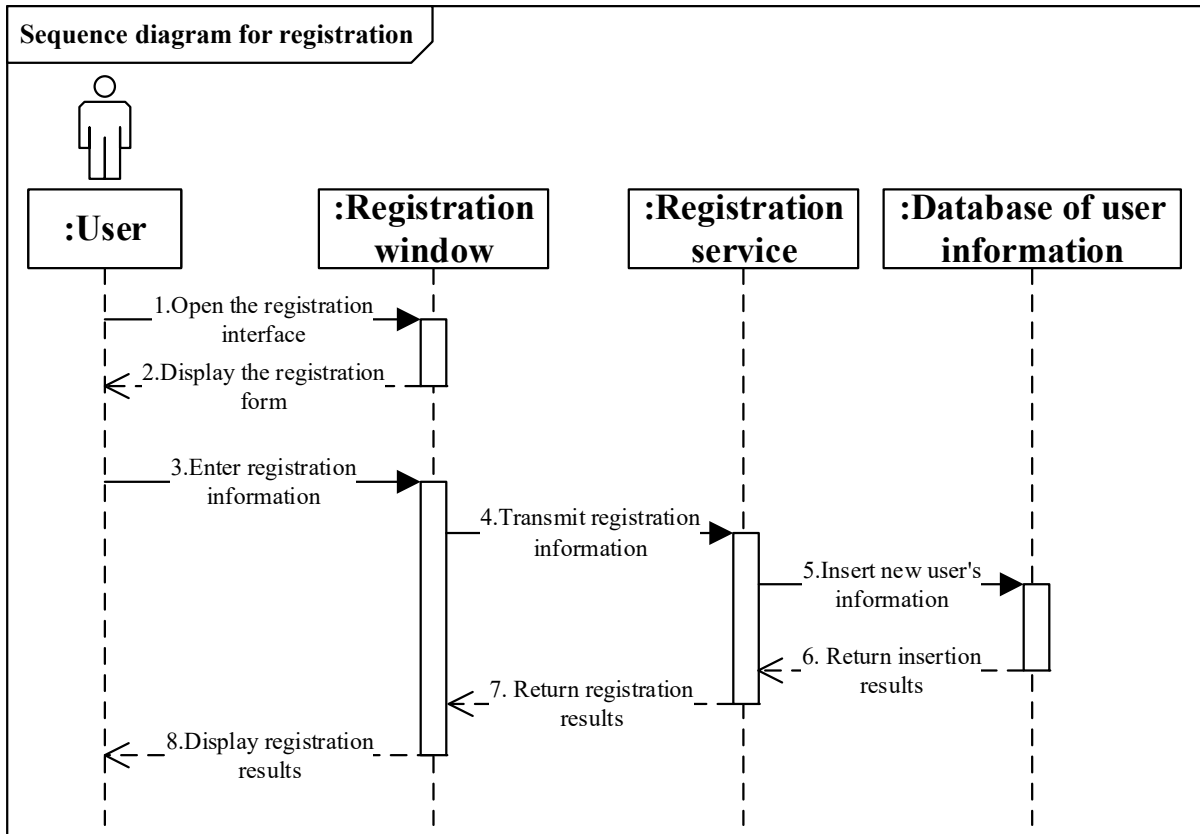 Sequence diagram for registration
:User
:Registration
window
:Registration
service
:Database of user
information
1.Open the registration
interface
2.Display the registration
form
3.Enter registration
information
4.Transmit registration
information
5.Insert new user's
information
6. Return insertion
results
7. Return registration
results
8.Display registration
results